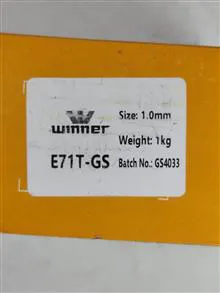 winner
Size: 1.0mm
Weight: 1kg
E71T-GS
Batch No.: GS4033